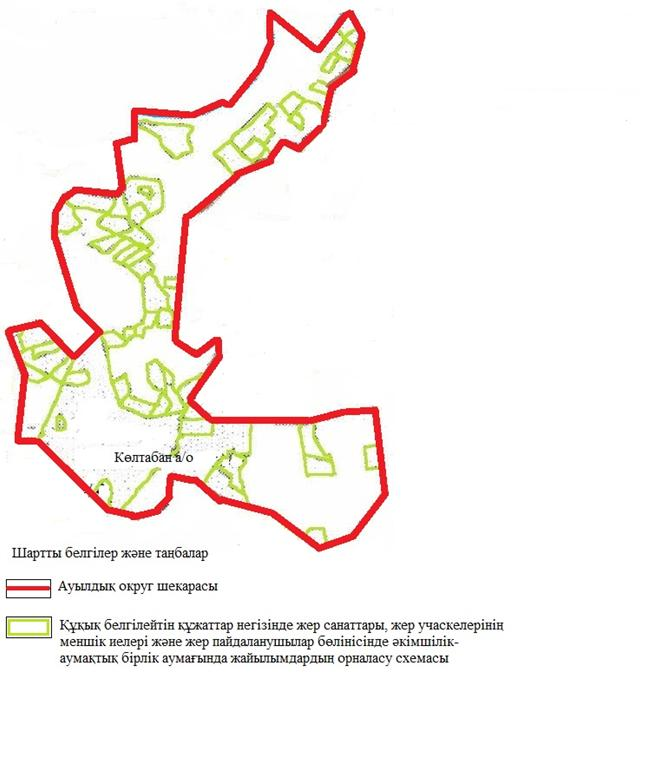 Көлтабан а/о
Шартты белгілер және таңбалар
Ауылдық округ шекарасы
Құқық белгілейтін құжаттар негізінде жер санаттары, жер учаскелерінің
меншік иелері және жер пайдаланушылар бөлінісінде әкімшілік-
аумақтық бірлік аумағында жайылымдардың орналасу схемасы